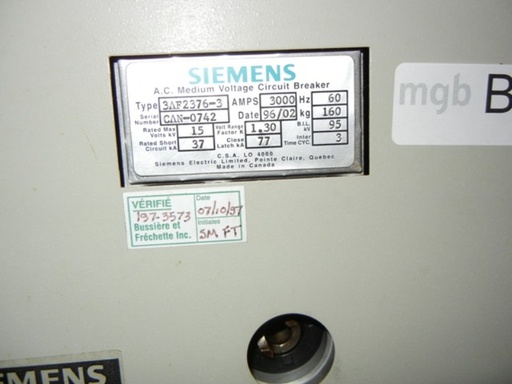 SIEMENS
A.C. Medium Voltage Circuit Breaker
Type 3AF2376-3 AMPS 3000 Hz 60
Serial Number CAN-0742 Date 96/02 kg 160
Rated Max Volts kV 15 Volt Range Factor K 1.30 B.I.L. kV 95
Rated Short Circuit kA 37 Close Latch kA 77 Inter Time CYC. 3
C.S.A. LO 4080
Siemens Electric Limited, Pointe Claire, Quebec
Made in Canada
mgb B
VÉRIFIÉ Date
197-3573 07/10/97
Bussière et Initiales
Fréchette Inc. SM FT
EMENS